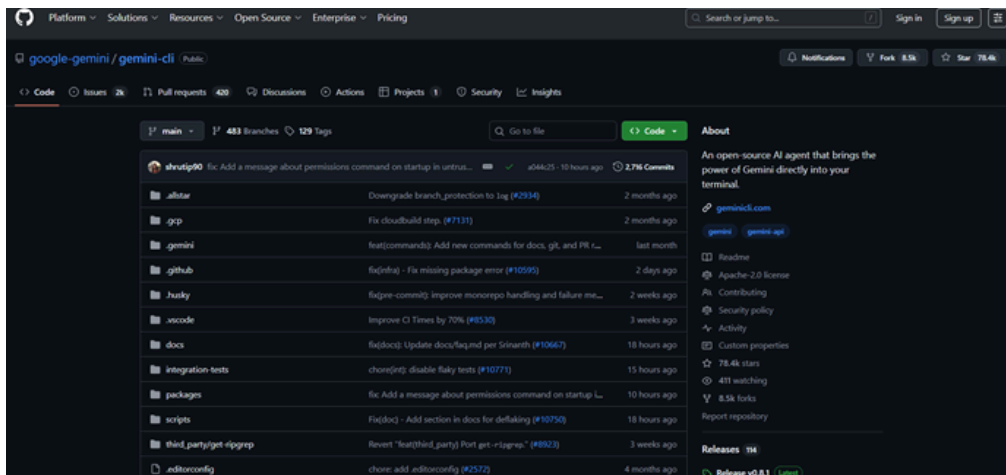 Platform Solutions Resources Open Source Enterprise Pricing Search or jump to... / Sign in Sign up
google-gemini / gemini-cli Public Notifications Fork 8.5k Star 78.4k
Code Issues 2k Pull requests 420 Discussions Actions Projects 1 Security Insights
main 483 Branches 129 Tags Go to file Code
shrutip90 fix: Add a message about permissions command on startup in untrus... a044c25 · 10 hours ago 2,716 Commits
.allstar Downgrade branch_protection to log (#2934) 2 months ago
.gcp Fix cloudbuild step. (#7131) 2 months ago
.gemini feat(commands): Add new commands for docs, git, and PR r... last month
.github fix(infra) - Fix missing package error (#10595) 2 days ago
.husky fix(pre-commit): improve monorepo handling and failure me... 2 weeks ago
.vscode Improve CI Times by 70% (#8530) 3 weeks ago
docs fix(docs): Update docs/faq.md per Srinanth (#10667) 18 hours ago
integration-tests chore(int): disable flaky tests (#10771) 15 hours ago
packages fix: Add a message about permissions command on startup i... 10 hours ago
scripts Fix(doc) - Add section in docs for deflaking (#10750) 18 hours ago
third_party/get-ripgrep Revert "feat(third_party) Port get-ripgrep." (#8923) 3 weeks ago
.editorconfig chore: add .editorconfig (#2572) 4 months ago
About
An open-source AI agent that brings the
power of Gemini directly into your
terminal.
geminicli.com
gemini gemini-api
Readme
Apache-2.0 license
Contributing
Security policy
Activity
Custom properties
78.4k stars
411 watching
8.5k forks
Report repository
Releases 114
Release v0.8.1 Latest